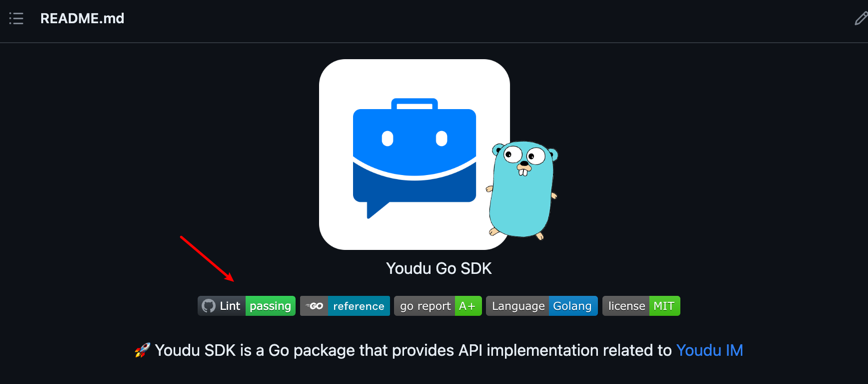 README.md
Youdu Go SDK
Lint passing GO reference go report A+ Language Golang license MIT
🚀 Youdu SDK is a Go package that provides API implementation related to Youdu IM